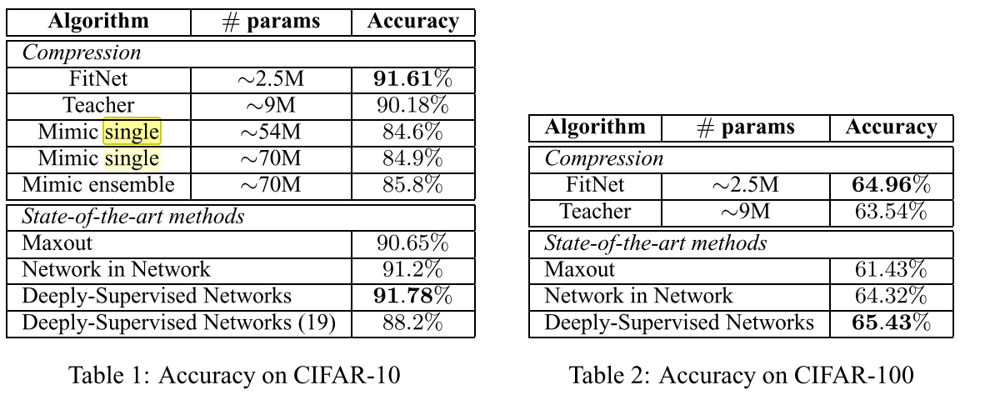 Algorithm # params Accuracy
Compression
FitNet ∼2.5M 91.61%
Teacher ∼9M 90.18%
Mimic single ∼54M 84.6%
Mimic single ∼70M 84.9%
Mimic ensemble ∼70M 85.8%
State-of-the-art methods
Maxout 90.65%
Network in Network 91.2%
Deeply-Supervised Networks 91.78%
Deeply-Supervised Networks (19) 88.2%
Table 1: Accuracy on CIFAR-10
Algorithm # params Accuracy
Compression
FitNet ∼2.5M 64.96%
Teacher ∼9M 63.54%
State-of-the-art methods
Maxout 61.43%
Network in Network 64.32%
Deeply-Supervised Networks 65.43%
Table 2: Accuracy on CIFAR-100